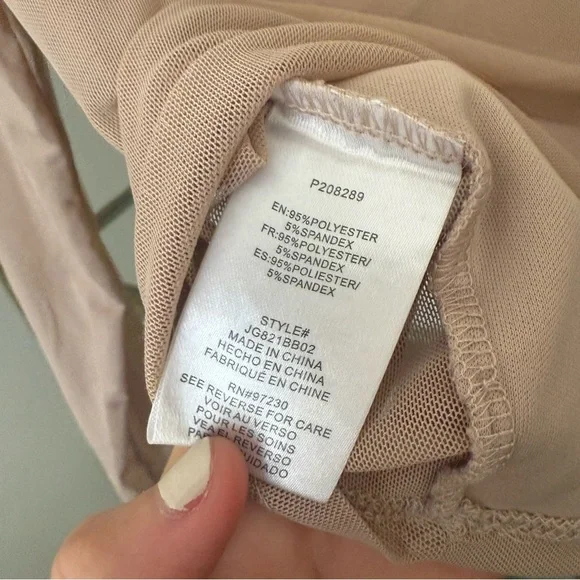 P208289
EN:95%POLYESTER
5%SPANDEX
FR:95%POLYESTER/
5%SPANDEX
ES:95%POLIESTER/
5%SPANDEX
STYLE#
JG821BB02
MADE IN CHINA
HECHO EN CHINA
FABRIQUÉ EN CHINE
RN#97230
SEE REVERSE FOR CARE
VOIR AU VERSO
POUR LES SOINS
VEA EL REVERSO
CUIDADO